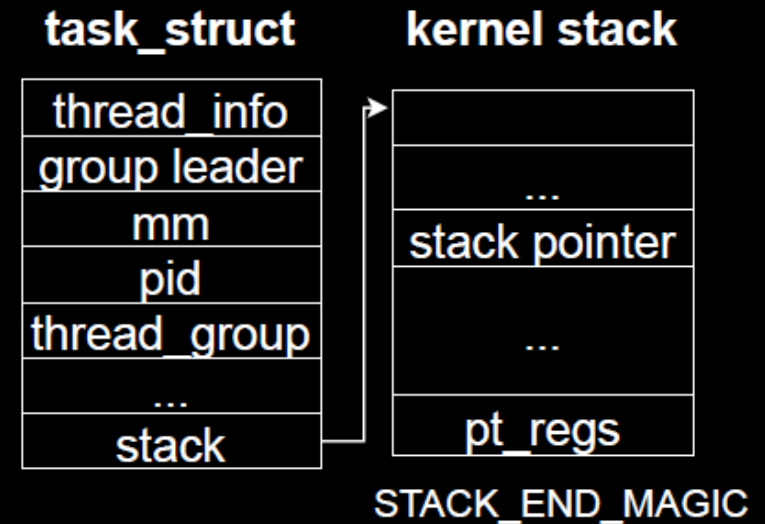 task_struct
thread_info
group leader
mm
pid
thread_group
...
stack
kernel stack
...
stack pointer
...
pt_regs
STACK_END_MAGIC